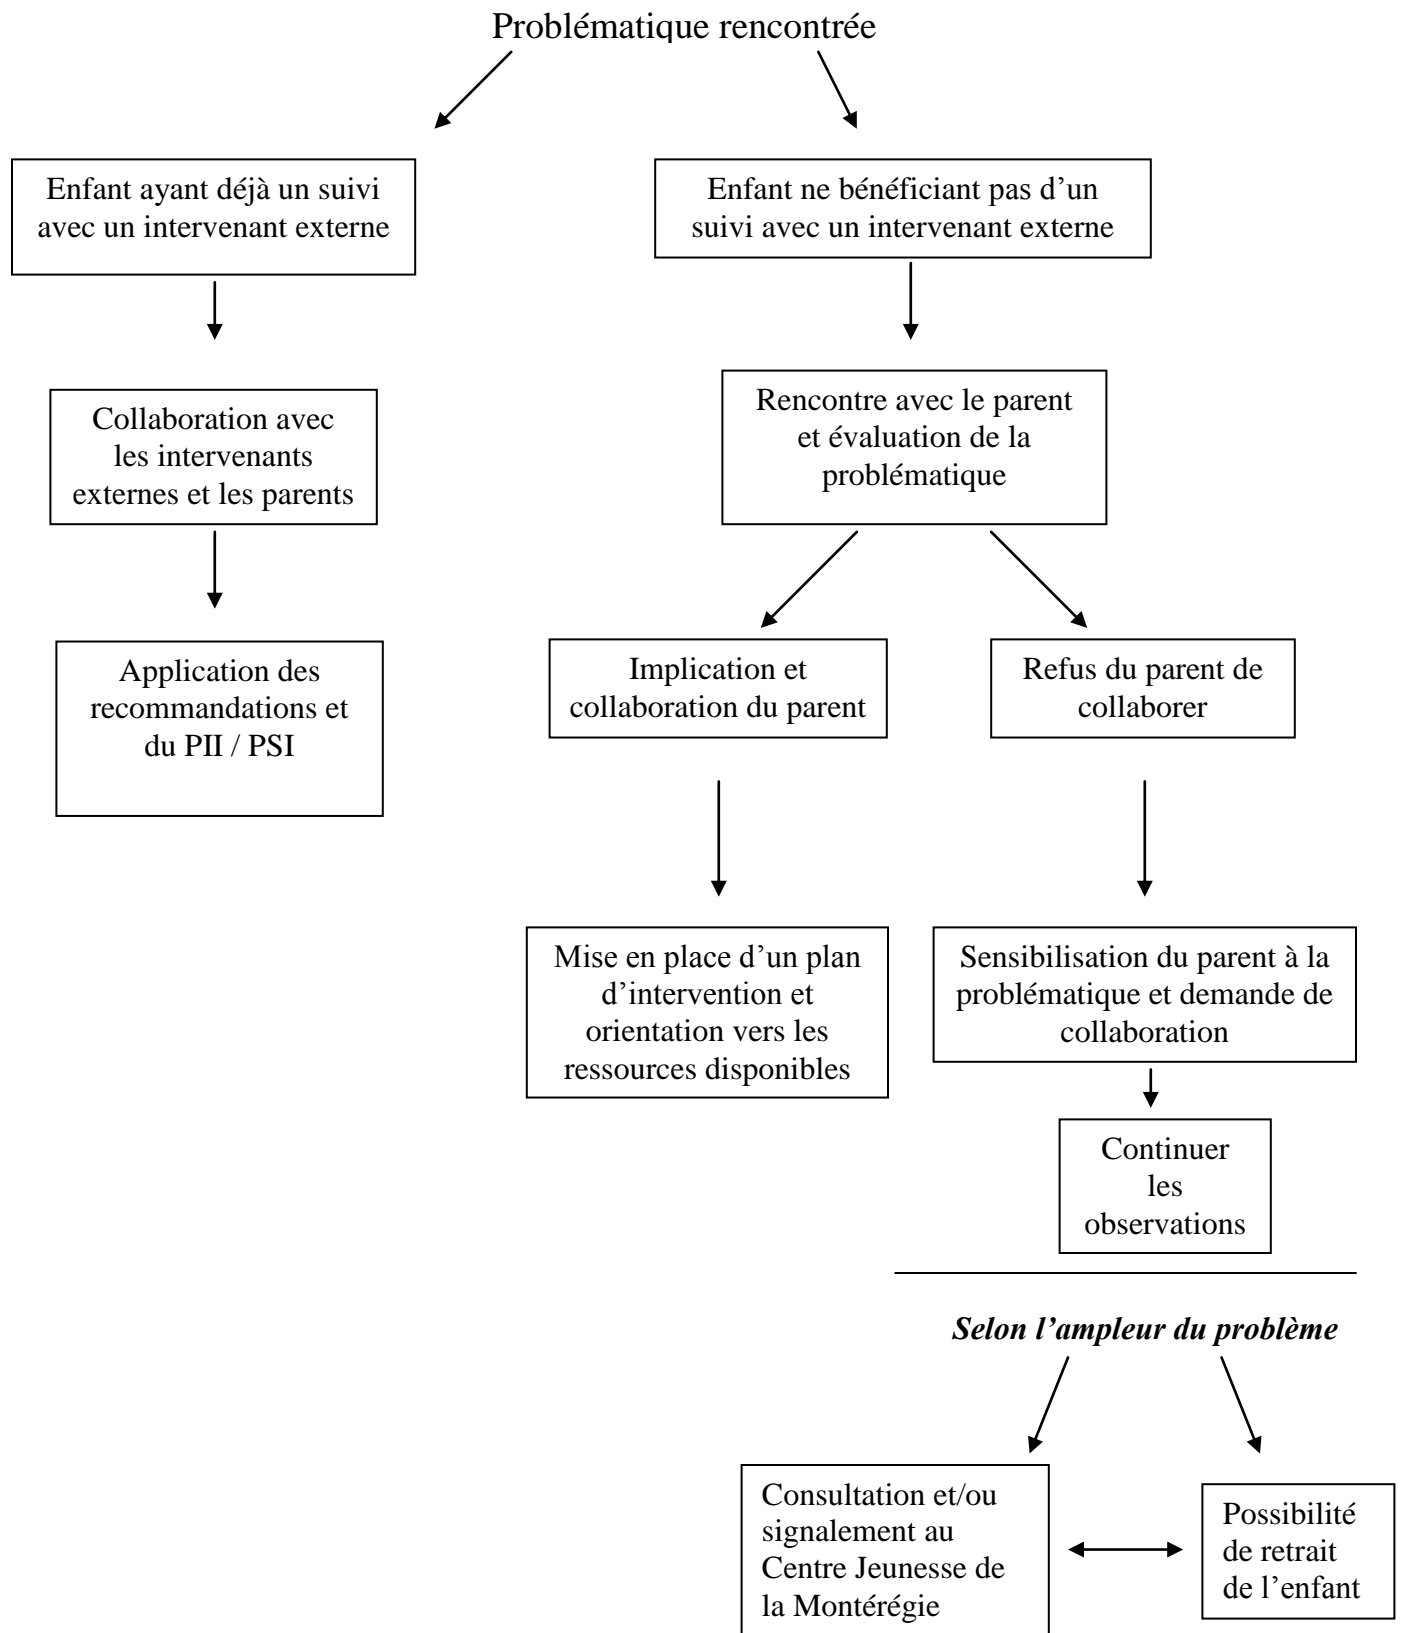 Problématique rencontrée
Enfant ayant déjà un suivi
avec un intervenant externe
Enfant ne bénéficiant pas d’un
suivi avec un intervenant externe
Collaboration avec
les intervenants
externes et les parents
Rencontre avec le parent
et évaluation de la
problématique
Application des
recommandations et
du PII / PSI
Implication et
collaboration du parent
Refus du parent de
collaborer
Mise en place d’un plan
d’intervention et
orientation vers les
ressources disponibles
Sensibilisation du parent à la
problématique et demande de
collaboration
Continuer
les
observations
Selon l’ampleur du problème
Consultation et/ou
signalement au
Centre Jeunesse de
la Montérégie
Possibilité
de retrait
de l’enfant